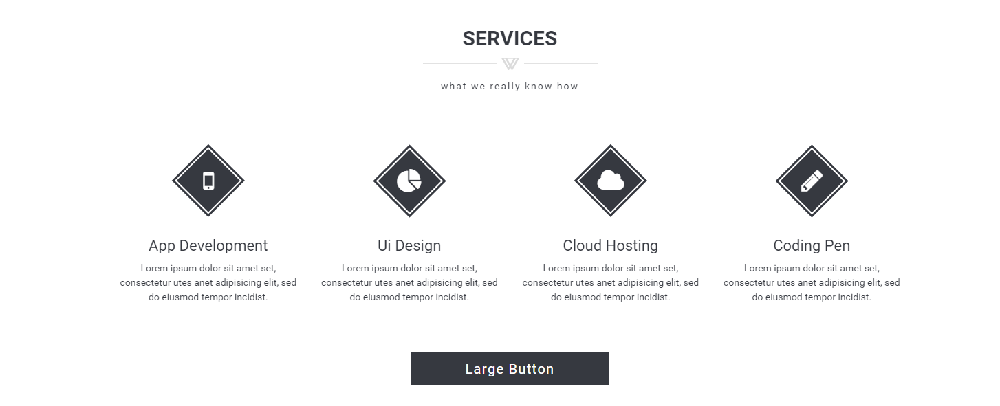 SERVICES
what we really know how
App Development
Lorem ipsum dolor sit amet set,
consectetur utes anet adipisicing elit, sed
do eiusmod tempor incidist.
Ui Design
Lorem ipsum dolor sit amet set,
consectetur utes anet adipisicing elit, sed
do eiusmod tempor incidist.
Cloud Hosting
Lorem ipsum dolor sit amet set,
consectetur utes anet adipisicing elit, sed
do eiusmod tempor incidist.
Coding Pen
Lorem ipsum dolor sit amet set,
consectetur utes anet adipisicing elit, sed
do eiusmod tempor incidist.
Large Button